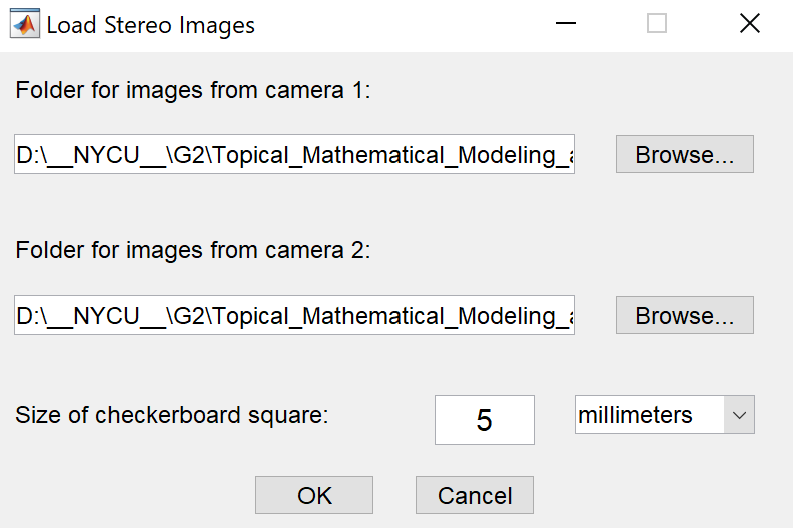 Load Stereo Images
Folder for images from camera 1:
D:\__NYCU__\G2\Topical_Mathematical_Modeling_a
Browse...
Folder for images from camera 2:
D:\__NYCU__\G2\Topical_Mathematical_Modeling_a
Browse...
Size of checkerboard square:
5
millimeters
OK
Cancel